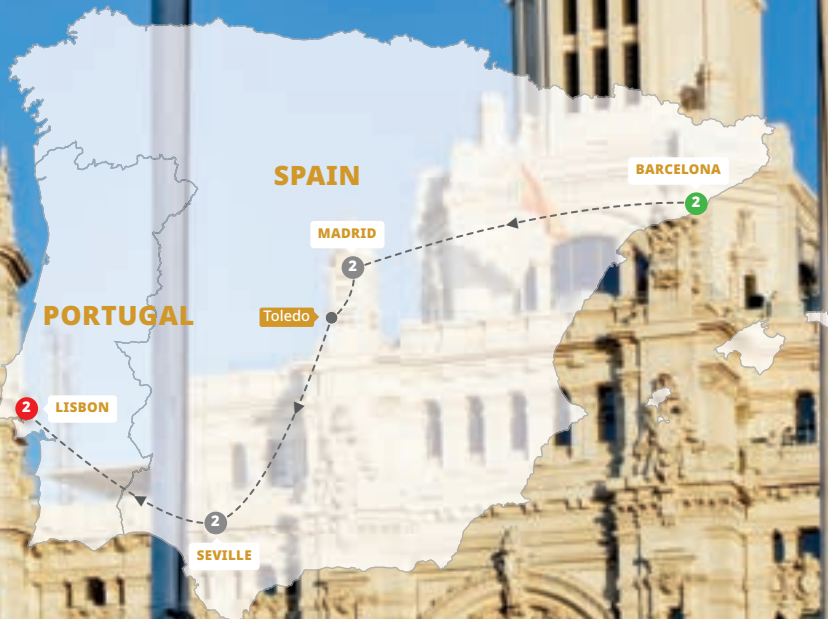 SPAIN
BARCELONA
2
MADRID
2
PORTUGAL
Toledo
2
LISBON
2
SEVILLE